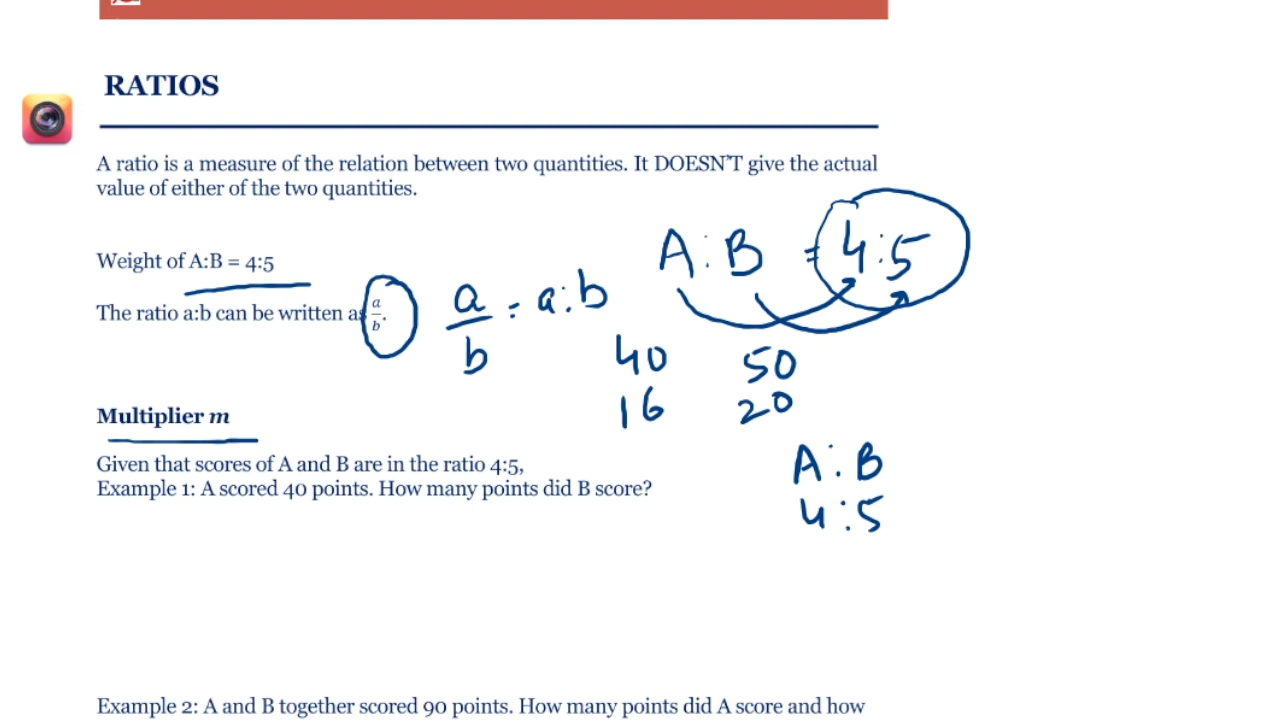 RATIOS
A ratio is a measure of the relation between two quantities. It DOESN'T give the actual
value of either of the two quantities.
A:B = 4:5
Weight of A:B = 4:5
a/b = a:b
The ratio a:b can be written as a/b.
40 50
16 20
Multiplier m
A:B
Given that scores of A and B are in the ratio 4:5,
Example 1: A scored 40 points. How many points did B score?
4:5
Example 2: A and B together scored 90 points. How many points did A score and how